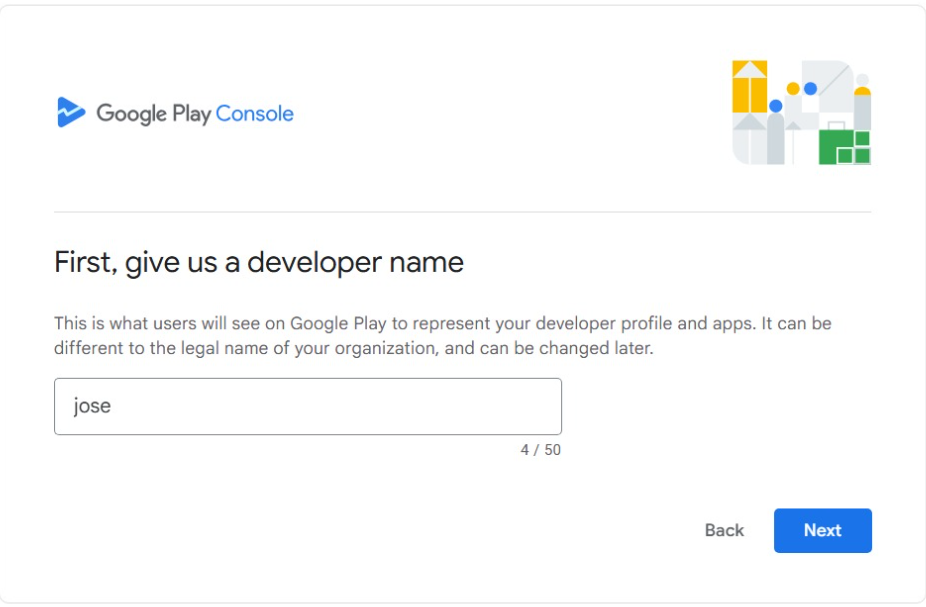 Google Play Console
First, give us a developer name
This is what users will see on Google Play to represent your developer profile and apps. It can be
different to the legal name of your organization, and can be changed later.
jose
4 / 50
Back
Next